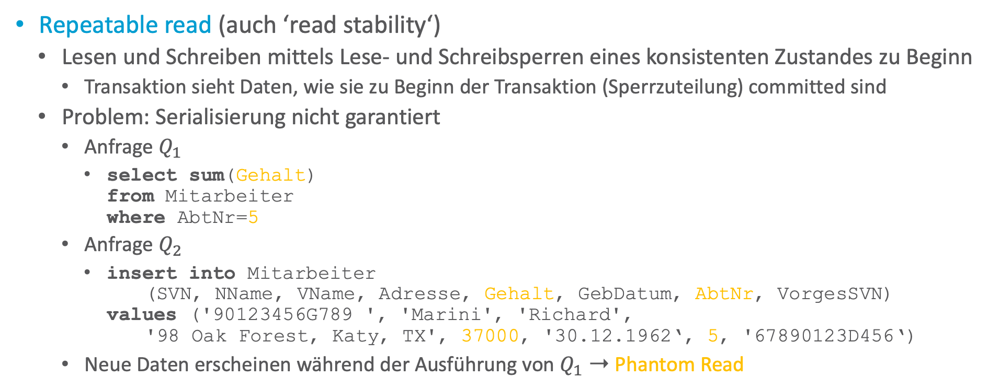 • Repeatable read (auch ‘read stability‘)
• Lesen und Schreiben mittels Lese- und Schreibsperren eines konsistenten Zustandes zu Beginn
• Transaktion sieht Daten, wie sie zu Beginn der Transaktion (Sperrzuteilung) committed sind
• Problem: Serialisierung nicht garantiert
• Anfrage Q₁
• select sum(Gehalt)
from Mitarbeiter
where AbtNr=5
• Anfrage Q₂
• insert into Mitarbeiter
(SVN, NName, VName, Adresse, Gehalt, GebDatum, AbtNr, VorgesSVN)
values ('90123456G789 ', 'Marini', 'Richard',
'98 Oak Forest, Katy, TX', 37000, '30.12.1962‘, 5, '67890123D456‘)
• Neue Daten erscheinen während der Ausführung von Q₁ → Phantom Read